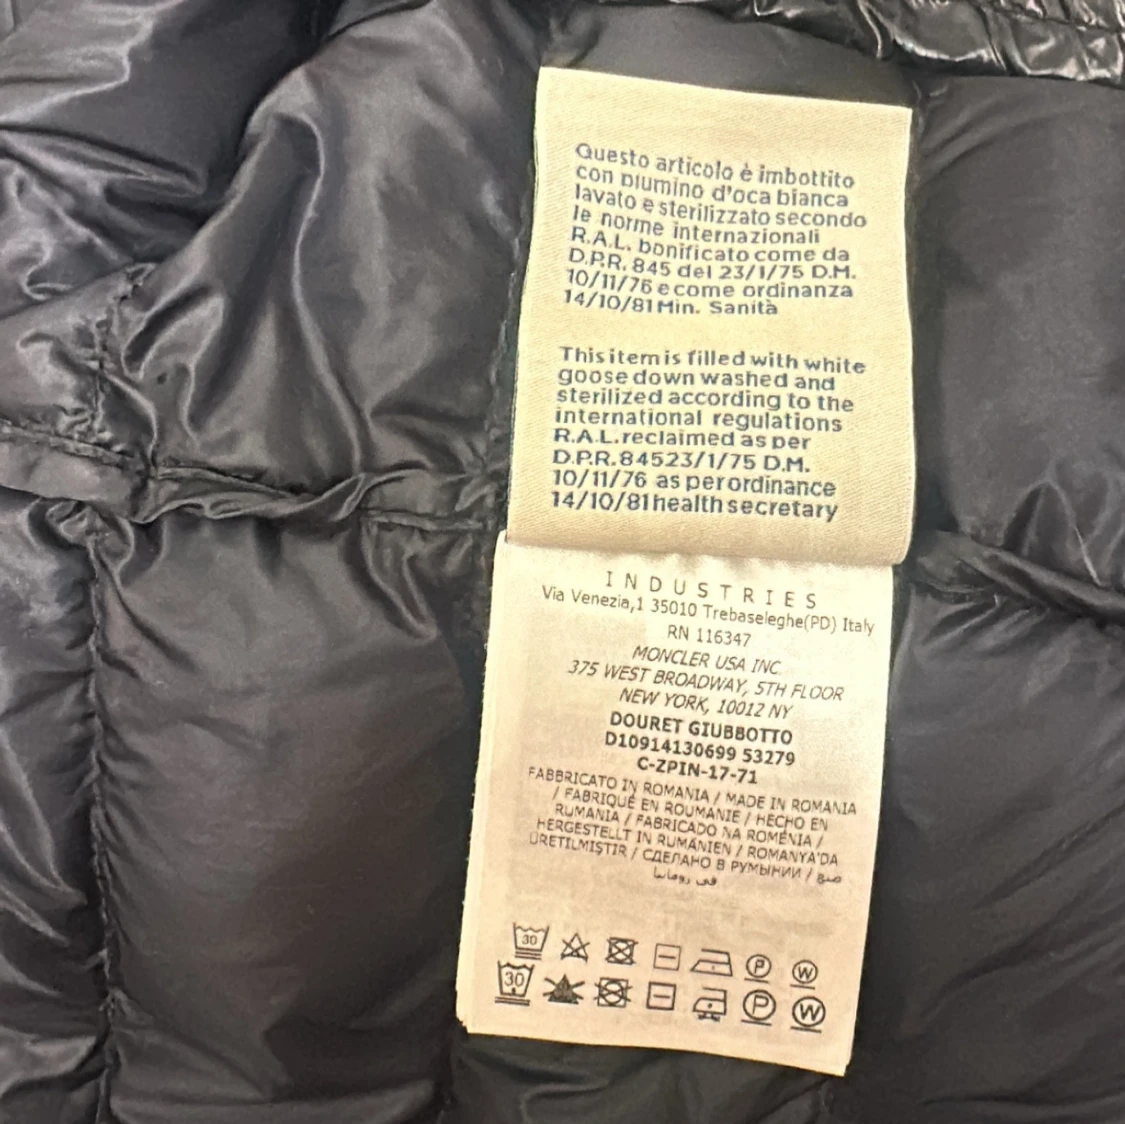 Questo articolo è imbottito
con piumino d'oca bianca
lavato e sterilizzato secondo
le norme internazionali
R.A.L. bonificato come da
D.P.R. 845 del 23/1/75 D.M.
10/11/76 e come ordinanza
14/10/81 Min. Sanità
This item is filled with white
goose down washed and
sterilized according to the
international regulations
R.A.L. reclaimed as per
D.P.R. 84523/1/75 D.M.
10/11/76 as per ordinance
14/10/81 health secretary
INDUSTRIES
Via Venezia,1 35010 Trebaseleghe(PD) Italy
RN 116347
MONCLER USA INC.
375 WEST BROADWAY, 5TH FLOOR
NEW YORK, 10012 NY
DOURET GIUBBOTTO
D10914130699 53279
C-ZPIN-17-71
FABBRICATO IN ROMANIA / MADE IN ROMANIA
/ FABRIQUÉ EN ROUMANIE / HECHO EN
RUMANIA / FABRICADO NA ROMÉNIA /
HERGESTELLT IN RUMÄNIEN / ROMANYA'DA
ÜRETILMIŞTIR / СДЕЛАНО В РУМЫНИИ / صنع
في رومانيا
30 P W
30 P W